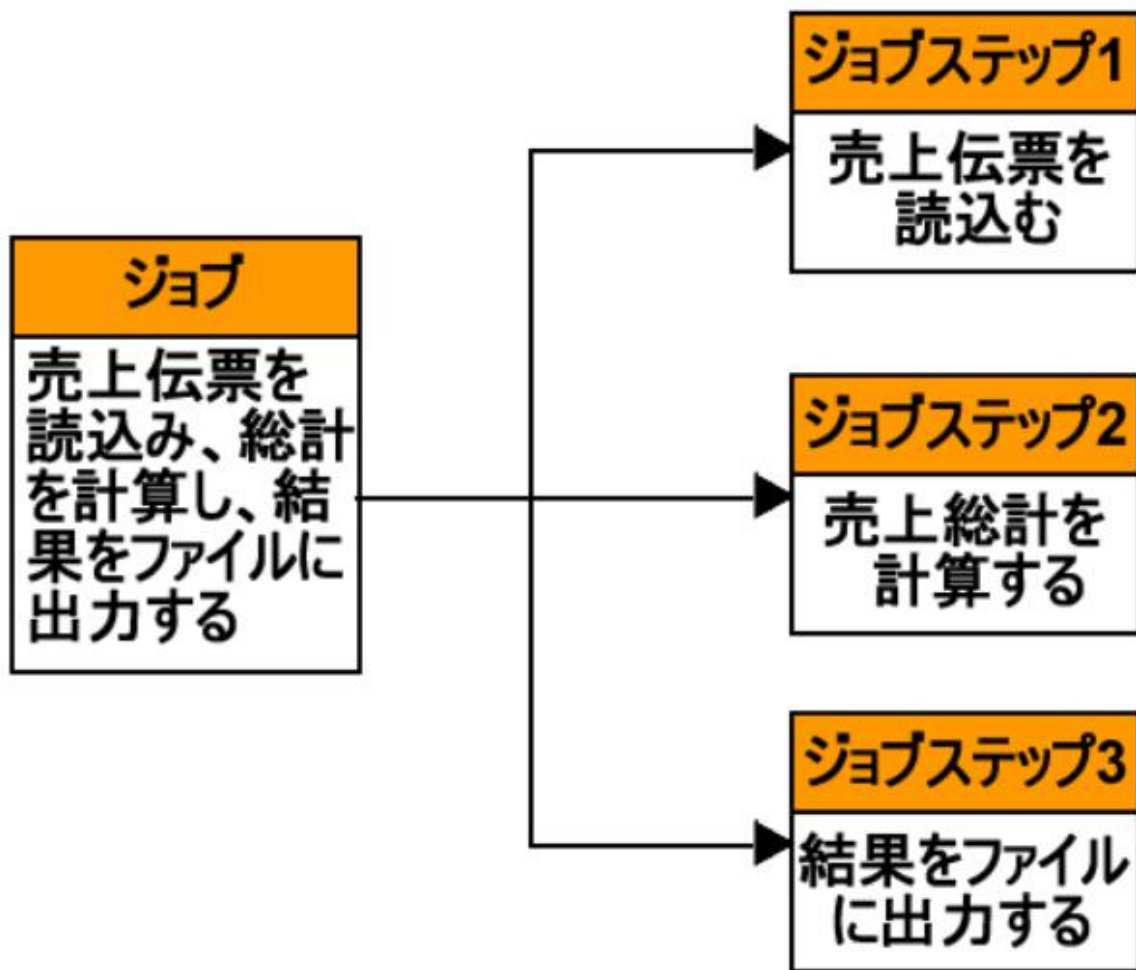 ジョブ
売上伝票を
読込み、総計
を計算し、結
果をファイルに
出力する
ジョブステップ1
売上伝票を
読込む
ジョブステップ2
売上総計を
計算する
ジョブステップ3
結果をファイル
に出力する